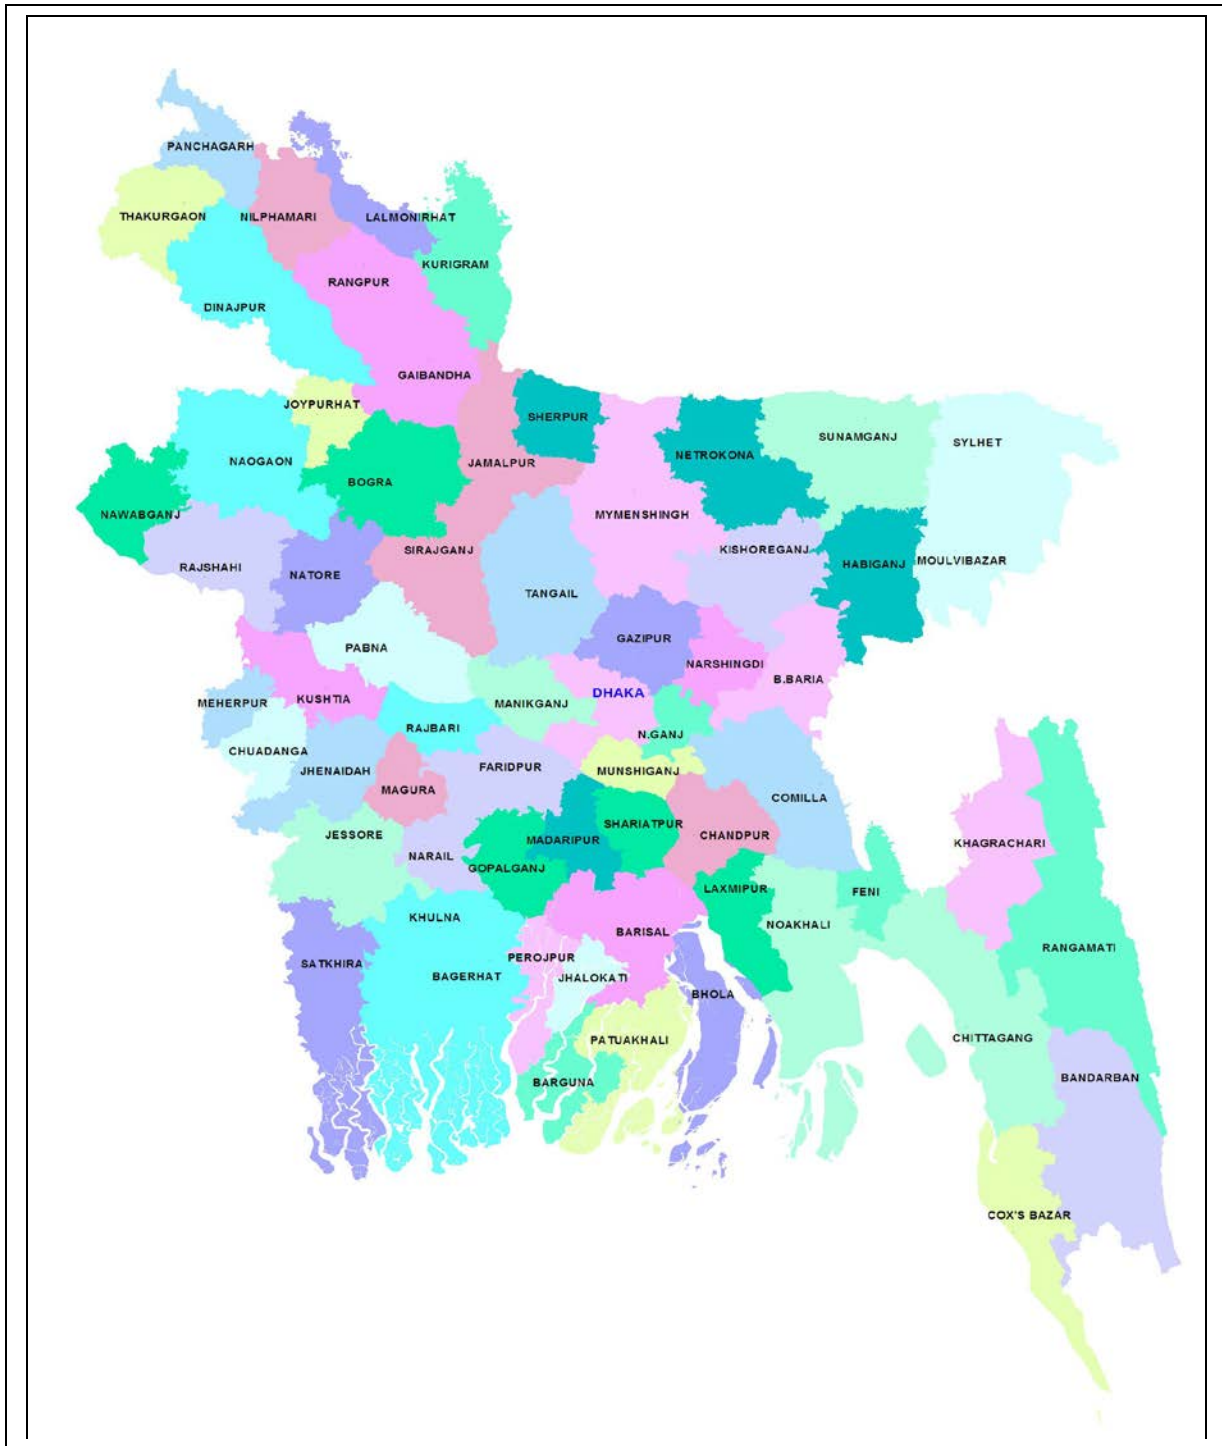 PANCHAGARH
THAKURGAON
NILPHAMARI
LALMONIRHAT
KURIGRAM
RANGPUR
DINAJPUR
GAIBANDHA
JOYPURHAT
SHERPUR
SUNAMGANJ
SYLHET
NETROKONA
NAOGAON
JAMALPUR
BOGRA
NAWABGANJ
MYMENSHINGH
SIRAJGANJ
KISHOREGANJ
MOULVIBAZAR
HABIGANJ
RAJSHAHI
NATORE
TANGAIL
GAZIPUR
PABNA
NARSHINGDI
B.BARIA
DHAKA
MEHERPUR
KUSHTIA
MANIKGANJ
RAJBARI
N.GANJ
CHUADANGA
JHENAIDAH
FARIDPUR
MUNSHIGANJ
MAGURA
COMILLA
SHARIATPUR
JESSORE
CHANDPUR
MADARIPUR
KHAGRACHARI
NARAIL
GOPALGANJ
LAXMIPUR
FENI
KHULNA
NOAKHALI
BARISAL
RANGAMATI
PEROJPUR
SATKHIRA
BAGERHAT
JHALOKATI
BHOLA
CHITTAGANG
PATUAKHALI
BANDARBAN
BARGUNA
COX'S BAZAR